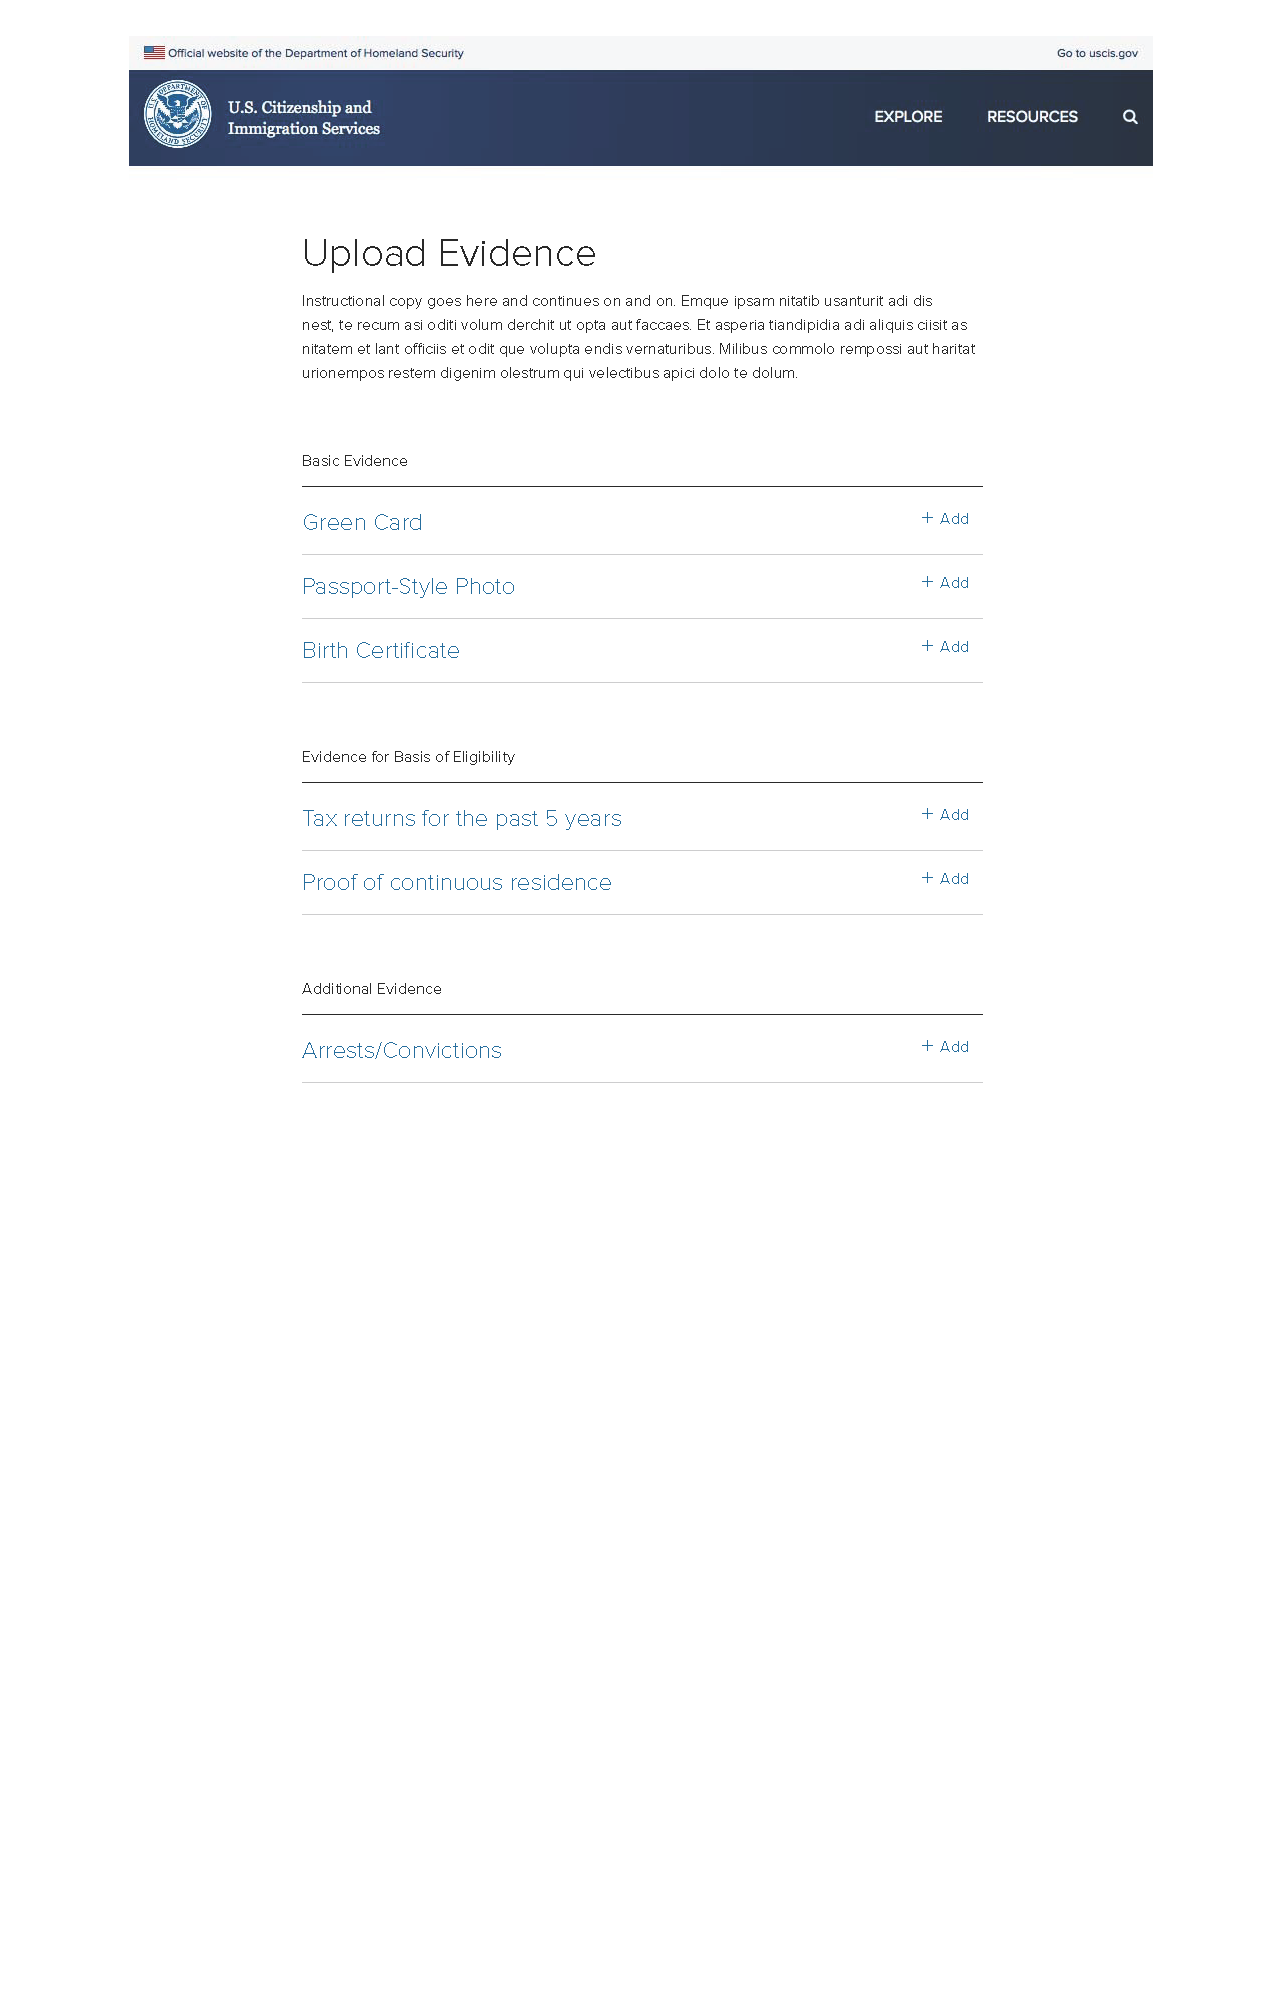 Official website of the Department of Homeland Security
Go to uscis.gov
U.S. DEPARTMENT OF HOMELAND SECURITY
U.S. Citizenship and
Immigration Services
EXPLORE
RESOURCES
Upload Evidence
Instructional copy goes here and continues on and on. Emque ipsam nitatib usanturit adi dis
nest, te recum asi oditi volum derchit ut opta aut faccaes. Et asperia tiandipidia adi aliquis ciisit as
nitatem et lant officiis et odit que volupta endis vernaturibus. Milibus commolo rempossi aut haritat
urionempos restem digenim olestrum qui velectibus apici dolo te dolum.
Basic Evidence
Green Card
+ Add
Passport-Style Photo
+ Add
Birth Certificate
+ Add
Evidence for Basis of Eligibility
Tax returns for the past 5 years
+ Add
Proof of continuous residence
+ Add
Additional Evidence
Arrests/Convictions
+ Add